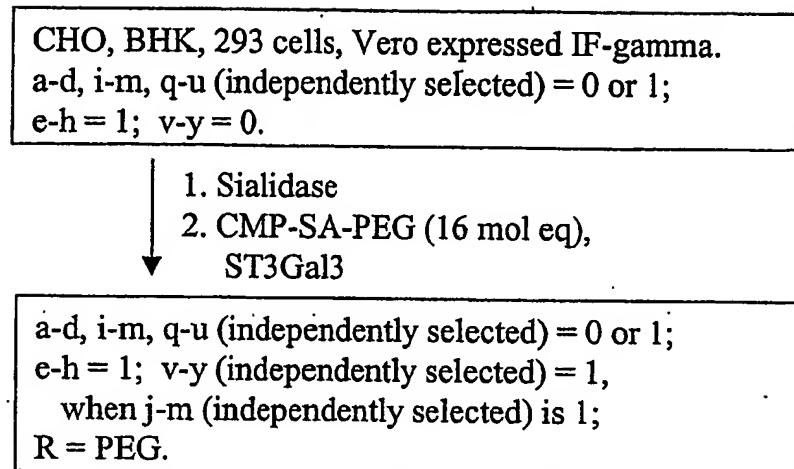 CHO, BHK, 293 cells, Vero expressed IF-gamma.
a-d, i-m, q-u (independently selected) = 0 or 1;
e-h = 1; v-y = 0.
1. Sialidase
2. CMP-SA-PEG (16 mol eq),
ST3Gal3
a-d, i-m, q-u (independently selected) = 0 or 1;
e-h = 1; v-y (independently selected) = 1,
when j-m (independently selected) is 1;
R = PEG.